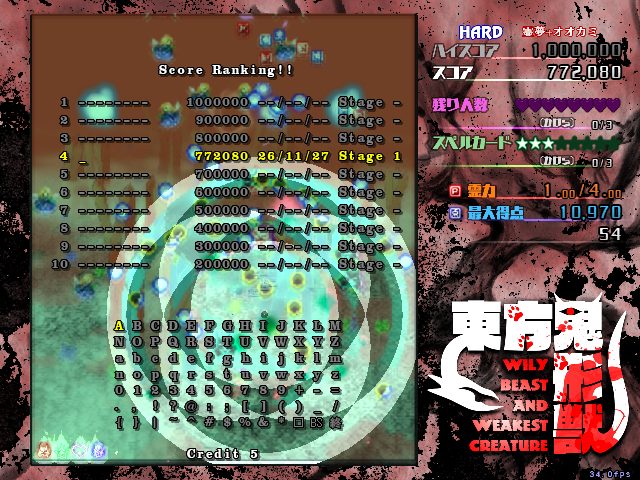 HARD 霊夢+オオカミ
ハイスコア 1,000,000
スコア 772,080
残り人数
(かけら) 0/3
スペルカード ★★★★★★★★★
(かけら) 0/3
霊力 1.00/4.00
最大得点 10,970
54
Score Ranking!!
1 -------- 1000000 --/--/-- Stage -
2 -------- 900000 --/--/-- Stage -
3 -------- 800000 --/--/-- Stage -
4 _ 772080 26/11/27 Stage 1
5 -------- 700000 --/--/-- Stage -
6 -------- 600000 --/--/-- Stage -
7 -------- 500000 --/--/-- Stage -
8 -------- 400000 --/--/-- Stage -
9 -------- 300000 --/--/-- Stage -
10 -------- 200000 --/--/-- Stage -
A B C D E F G H I J K L M
N O P Q R S T U V W X Y Z
a b c d e f g h i j k l m
n o p q r s t u v w x y z
0 1 2 3 4 5 6 7 8 9 + - =
. , ! ? @ : ; [ ] ( ) _ /
{ } | ~ ^ # $ % & * □ BS 終
Credit 5
東方鬼形獣
WILY
BEAST
AND
WEAKEST
CREATURE
34.0fps